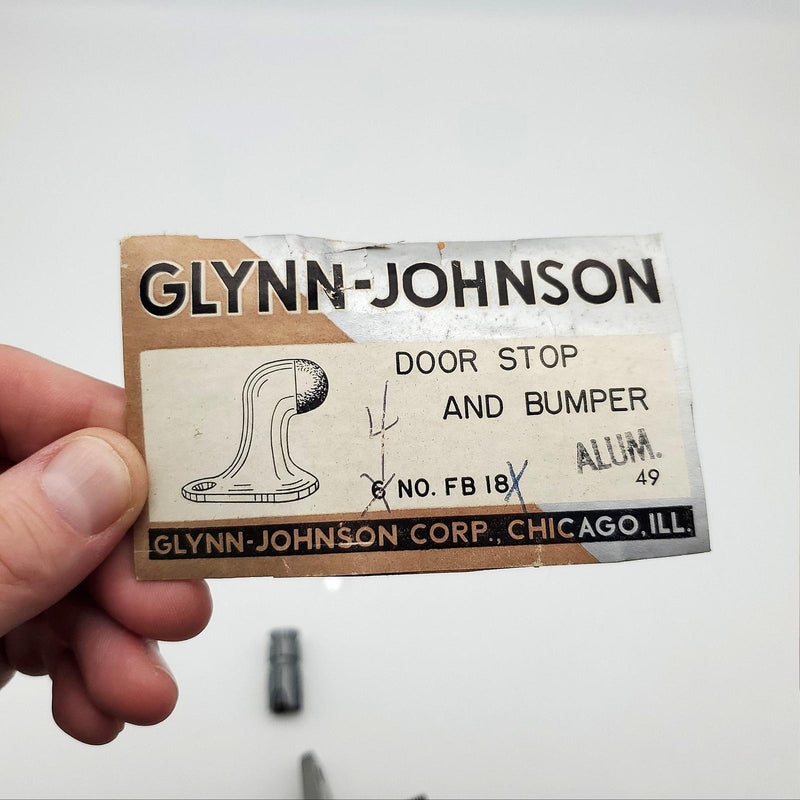 GLYNN-JOHNSON
DOOR STOP
AND BUMPER
4
6 NO. FB 18X
ALUM.
49
GLYNN-JOHNSON CORP., CHICAGO, ILL.